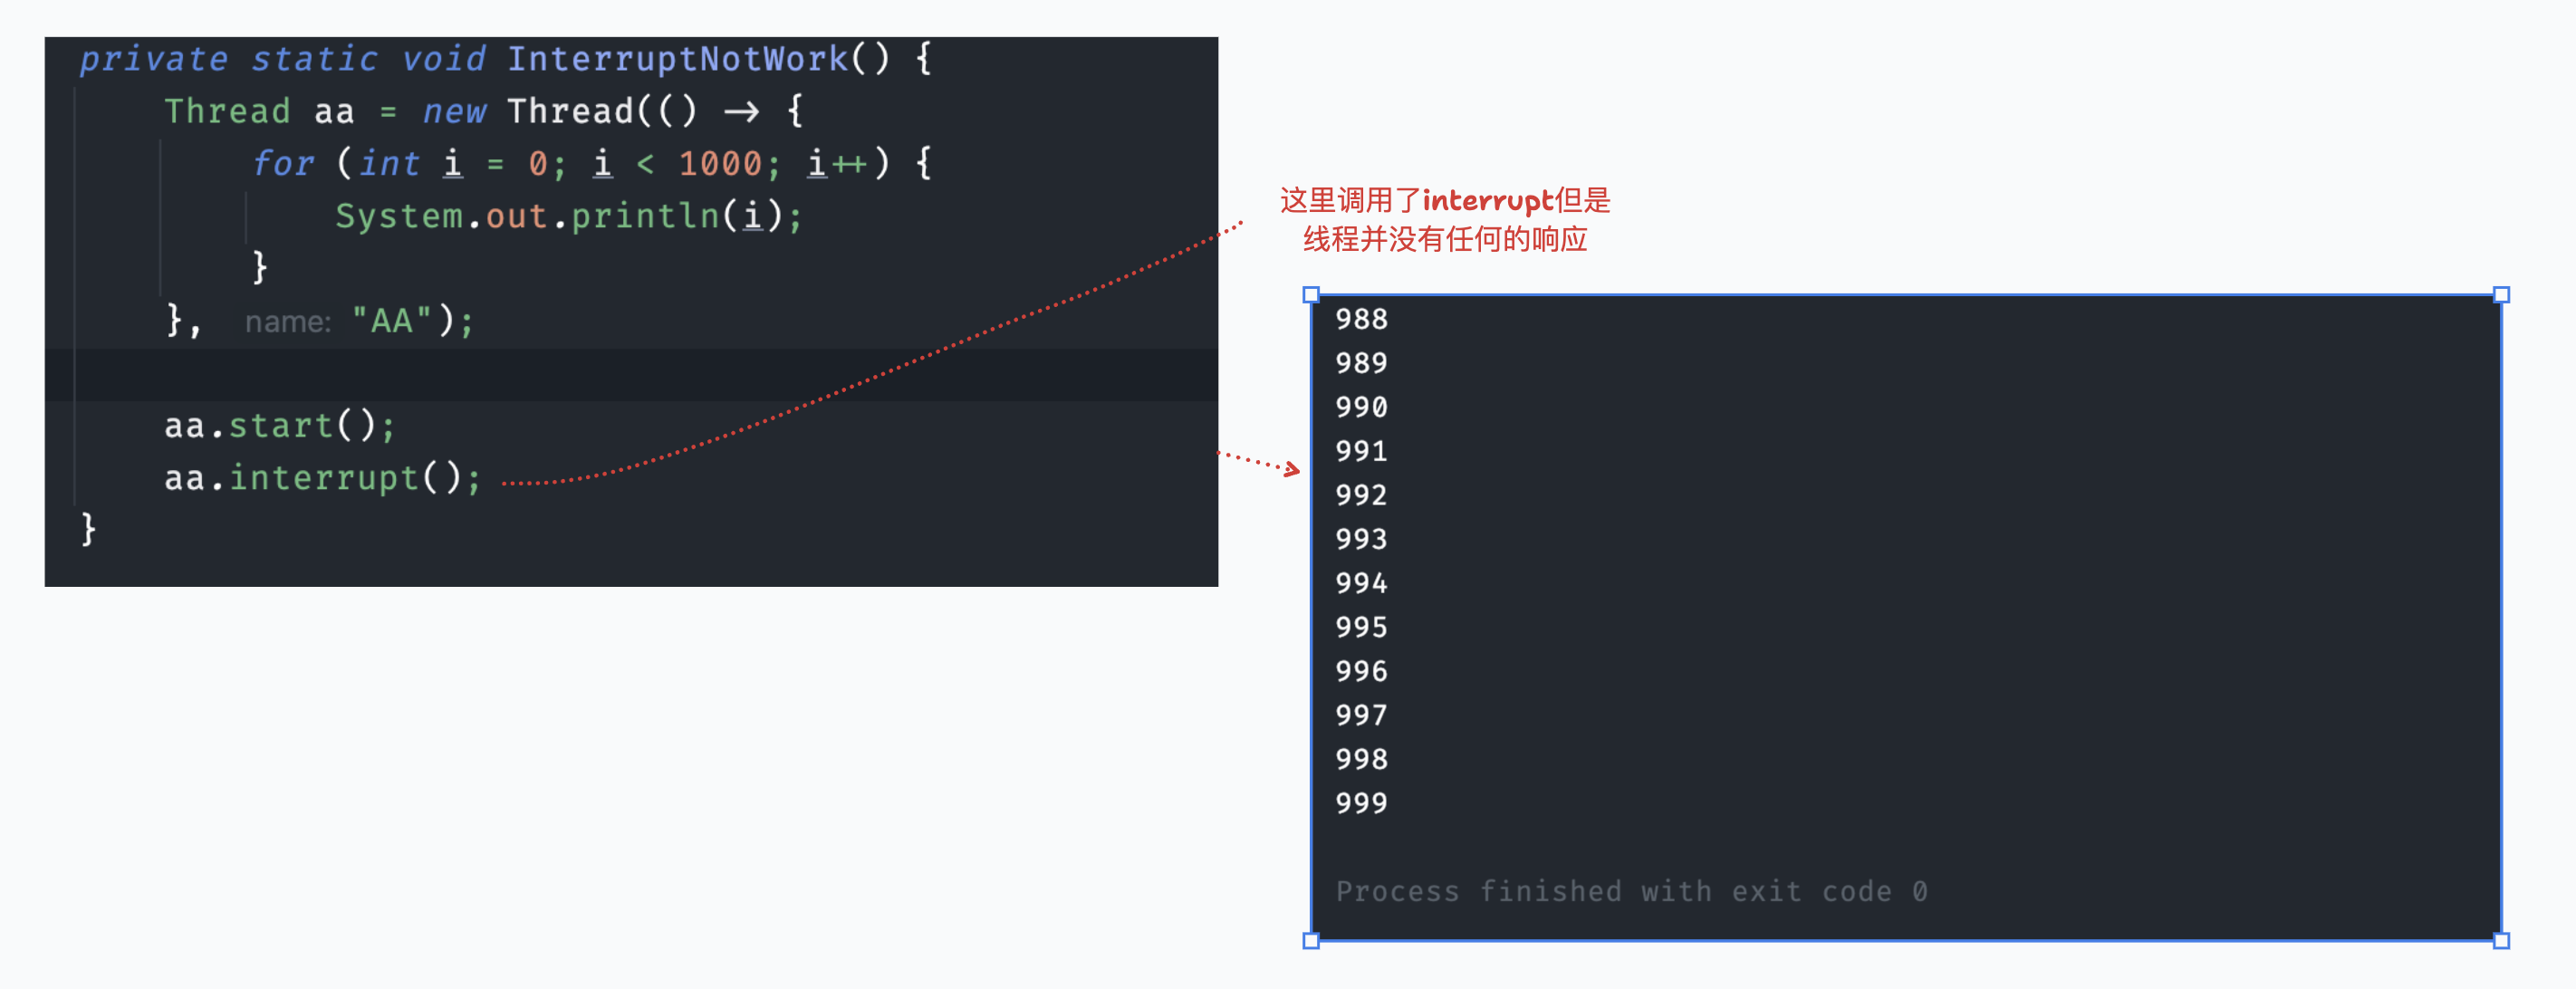 private static void InterruptNotWork() {
Thread aa = new Thread(() -> {
for (int i = 0; i < 1000; i++) {
System.out.println(i);
}
}, name: "AA");
aa.start();
aa.interrupt();
}
这里调用了interrupt但是
线程并没有任何的响应
988
989
990
991
992
993
994
995
996
997
998
999
Process finished with exit code 0